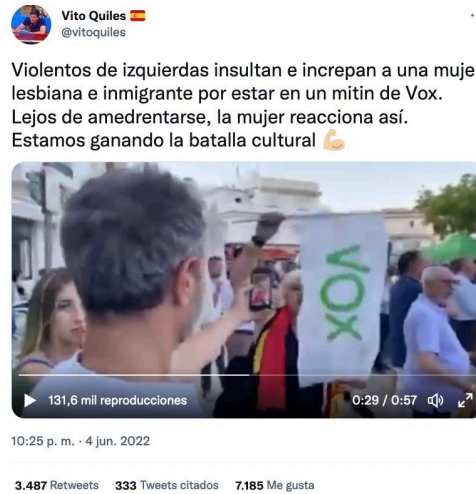 Vito Quiles
@vitoquiles
Violentos de izquierdas insultan e increpan a una muje
lesbiana e inmigrante por estar en un mitin de Vox.
Lejos de amedrentarse, la mujer reacciona así.
Estamos ganando la batalla cultural 💪🏼
VOX
131,6 mil reproducciones
0:29 / 0:57
10:25 p. m. · 4 jun. 2022
3.487 Retweets 333 Tweets citados 7.185 Me gusta